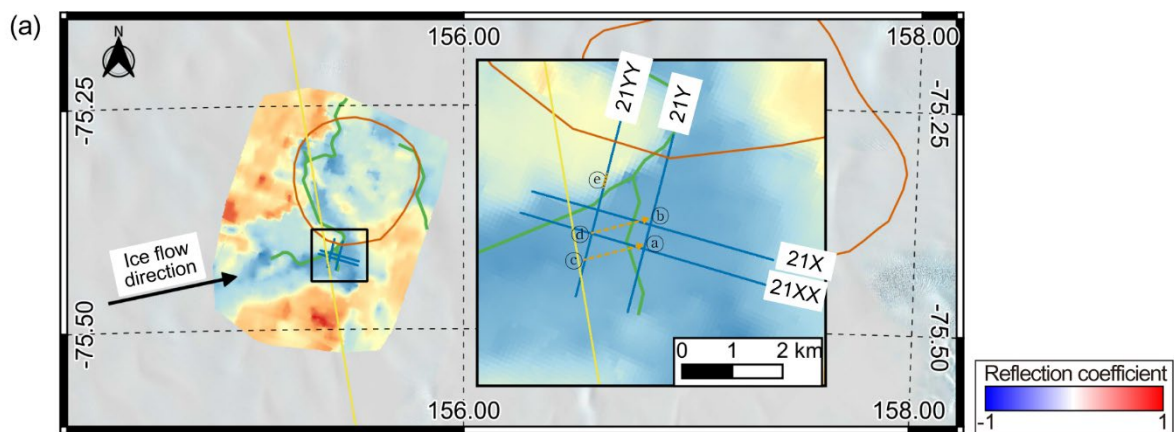 (a)
N
156.00
158.00
-75.25
-75.25
21YY
21Y
e
b
d
a
c
Ice flow
direction
21X
21XX
0 1 2 km
-75.50
-75.50
156.00
158.00
Reflection coefficient
-1 1